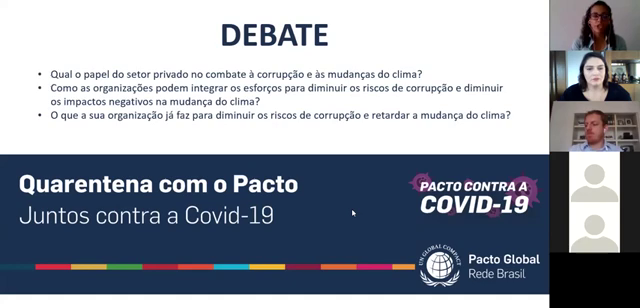 DEBATE
• Qual o papel do setor privado no combate à corrupção e às mudanças do clima?
• Como as organizações podem integrar os esforços para diminuir os riscos de corrupção e diminuir
os impactos negativos na mudança do clima?
• O que a sua organização já faz para diminuir os riscos de corrupção e retardar a mudança do clima?
Quarentena com o Pacto
Juntos contra a Covid-19
PACTO CONTRA A
COVID-19
UN GLOBAL COMPACT
Pacto Global
Rede Brasil